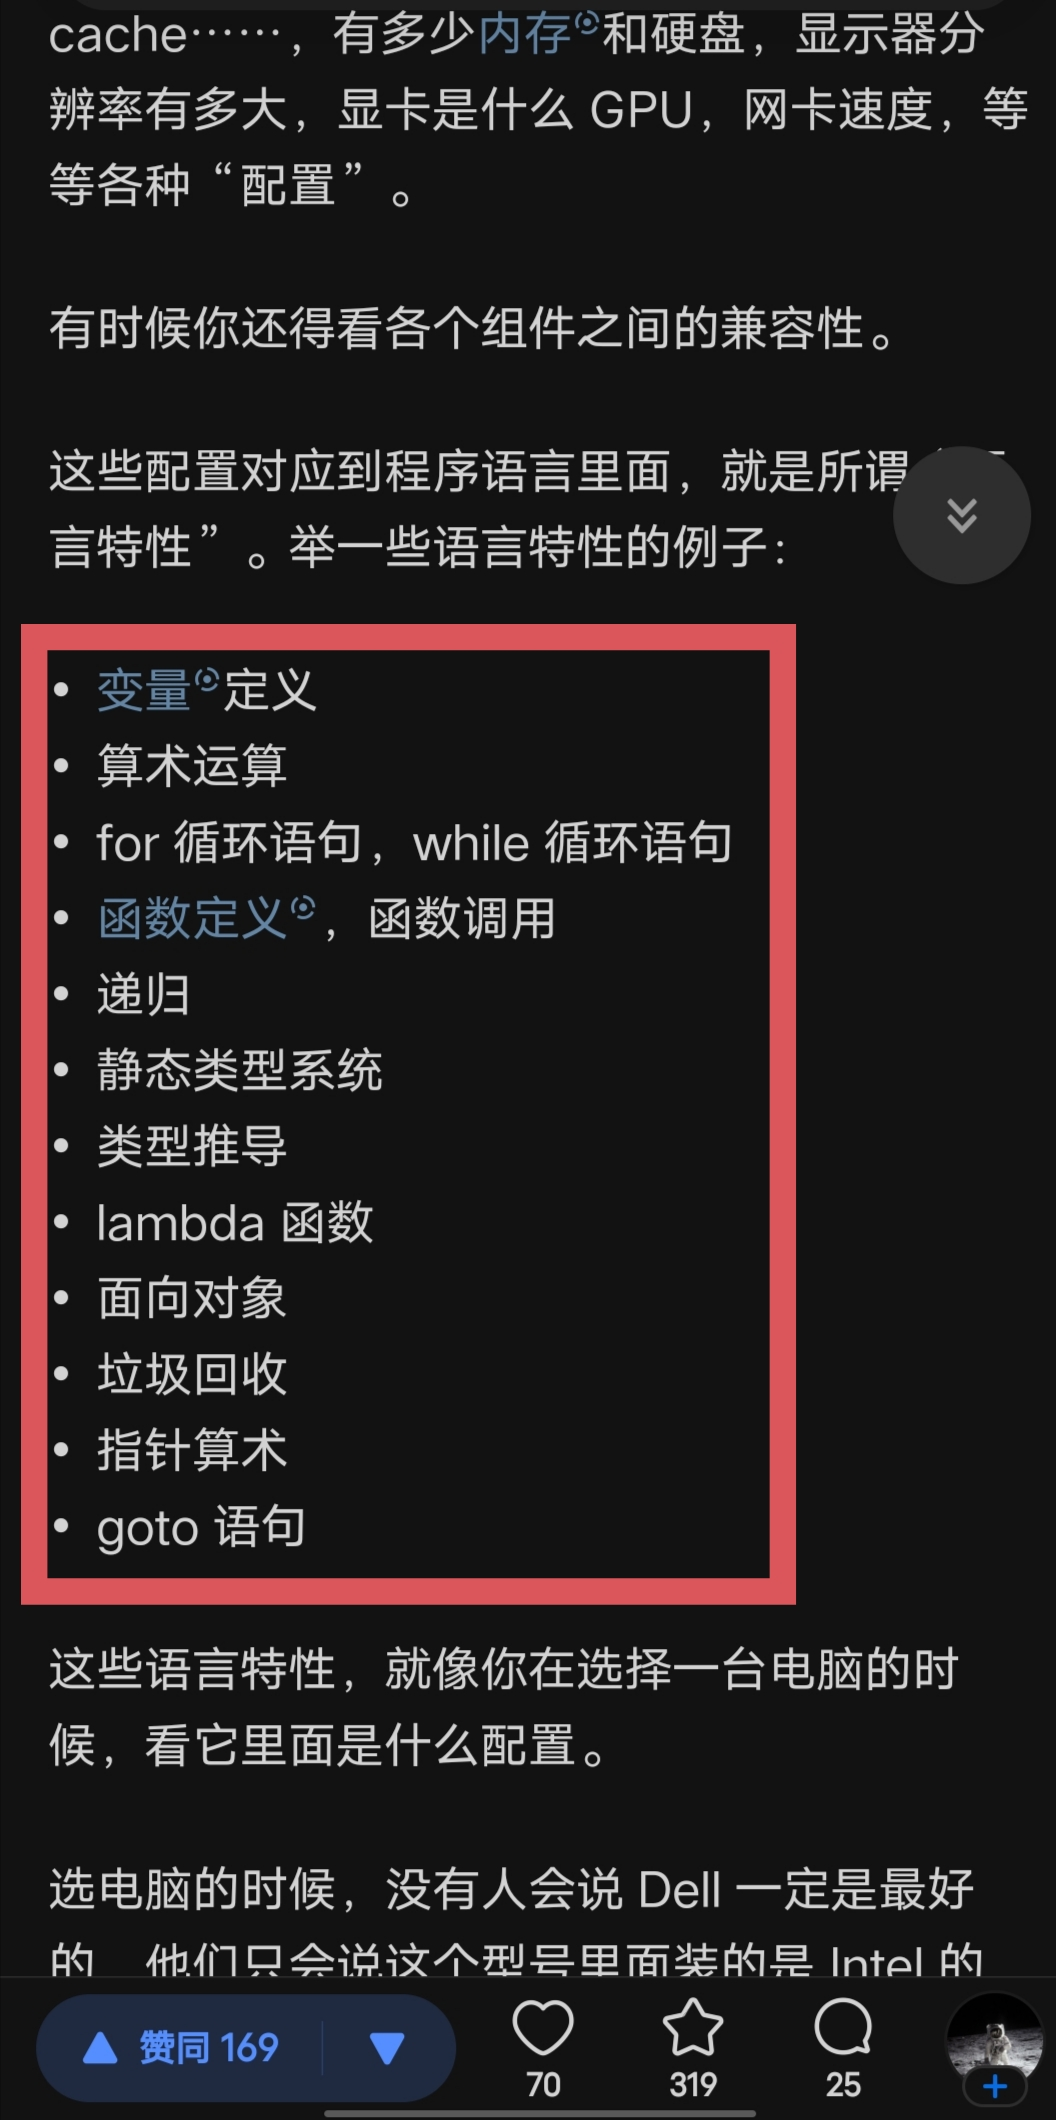 cache……，有多少内存和硬盘，显示器分
辨率有多大，显卡是什么 GPU，网卡速度，等
等各种“配置”。
有时候你还得看各个组件之间的兼容性。
这些配置对应到程序语言里面，就是所谓
言特性”。举一些语言特性的例子：
• 变量定义
• 算术运算
• for 循环语句，while 循环语句
• 函数定义，函数调用
• 递归
• 静态类型系统
• 类型推导
• lambda 函数
• 面向对象
• 垃圾回收
• 指针算术
• goto 语句
这些语言特性，就像你在选择一台电脑的时
候，看它里面是什么配置。
选电脑的时候，没有人会说 Dell 一定是最好
的，他们只会说这个型号里面装的是 Intel 的
赞同 169
70
319
25